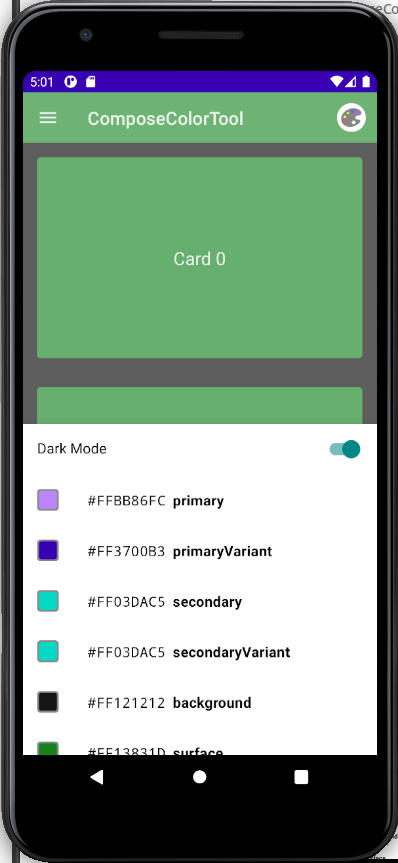 5:01
ComposeColorTool
Card 0
Dark Mode
#FFBB86FC primary
#FF3700B3 primaryVariant
#FF03DAC5 secondary
#FF03DAC5 secondaryVariant
#FF121212 background
#FF13831D surface